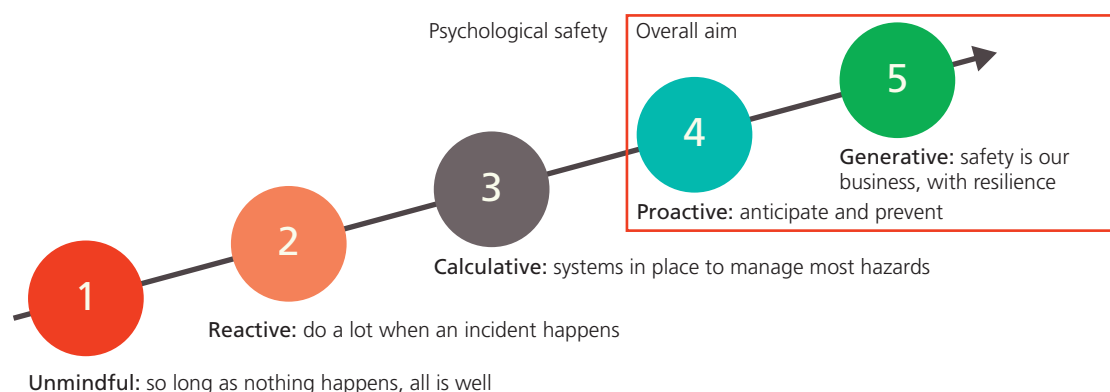 Psychological safety
Overall aim
5
4
Generative: safety is our
business, with resilience
3
Proactive: anticipate and prevent
2
Calculative: systems in place to manage most hazards
1
Reactive: do a lot when an incident happens
Unmindful: so long as nothing happens, all is well